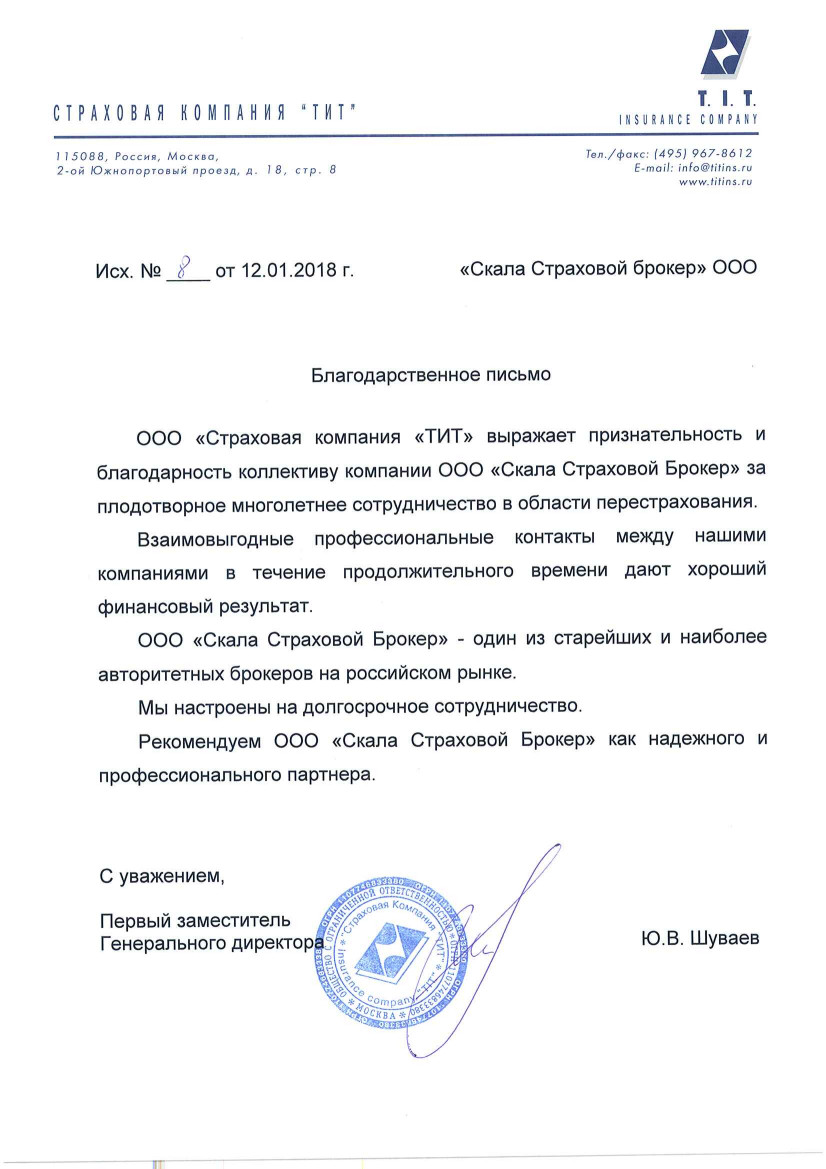 СТРАХОВАЯ КОМПАНИЯ "ТИТ"
T. I. T.
INSURANCE COMPANY
115088, Россия, Москва,
2-ой Южнопортовый проезд, д. 18, стр. 8
Тел./факс: (495) 967-8612
E-mail: info@titins.ru
www.titins.ru
Исх. № 8 от 12.01.2018 г.
«Скала Страховой брокер» ООО
Благодарственное письмо
ООО «Страховая компания «ТИТ» выражает признательность и
благодарность коллективу компании ООО «Скала Страховой Брокер» за
плодотворное многолетнее сотрудничество в области перестрахования.
Взаимовыгодные профессиональные контакты между нашими
компаниями в течение продолжительного времени дают хороший
финансовый результат.
ООО «Скала Страховой Брокер» - один из старейших и наиболее
авторитетных брокеров на российском рынке.
Мы настроены на долгосрочное сотрудничество.
Рекомендуем ООО «Скала Страховой Брокер» как надежного и
профессионального партнера.
С уважением,
Первый заместитель
Генерального директора
Ю.В. Шуваев
ОБЩЕСТВО С ОГРАНИЧЕННОЙ ОТВЕТСТВЕННОСТЬЮ
"Страховая Компания "ТИТ"
Insurance company "TIT"
МОСКВА